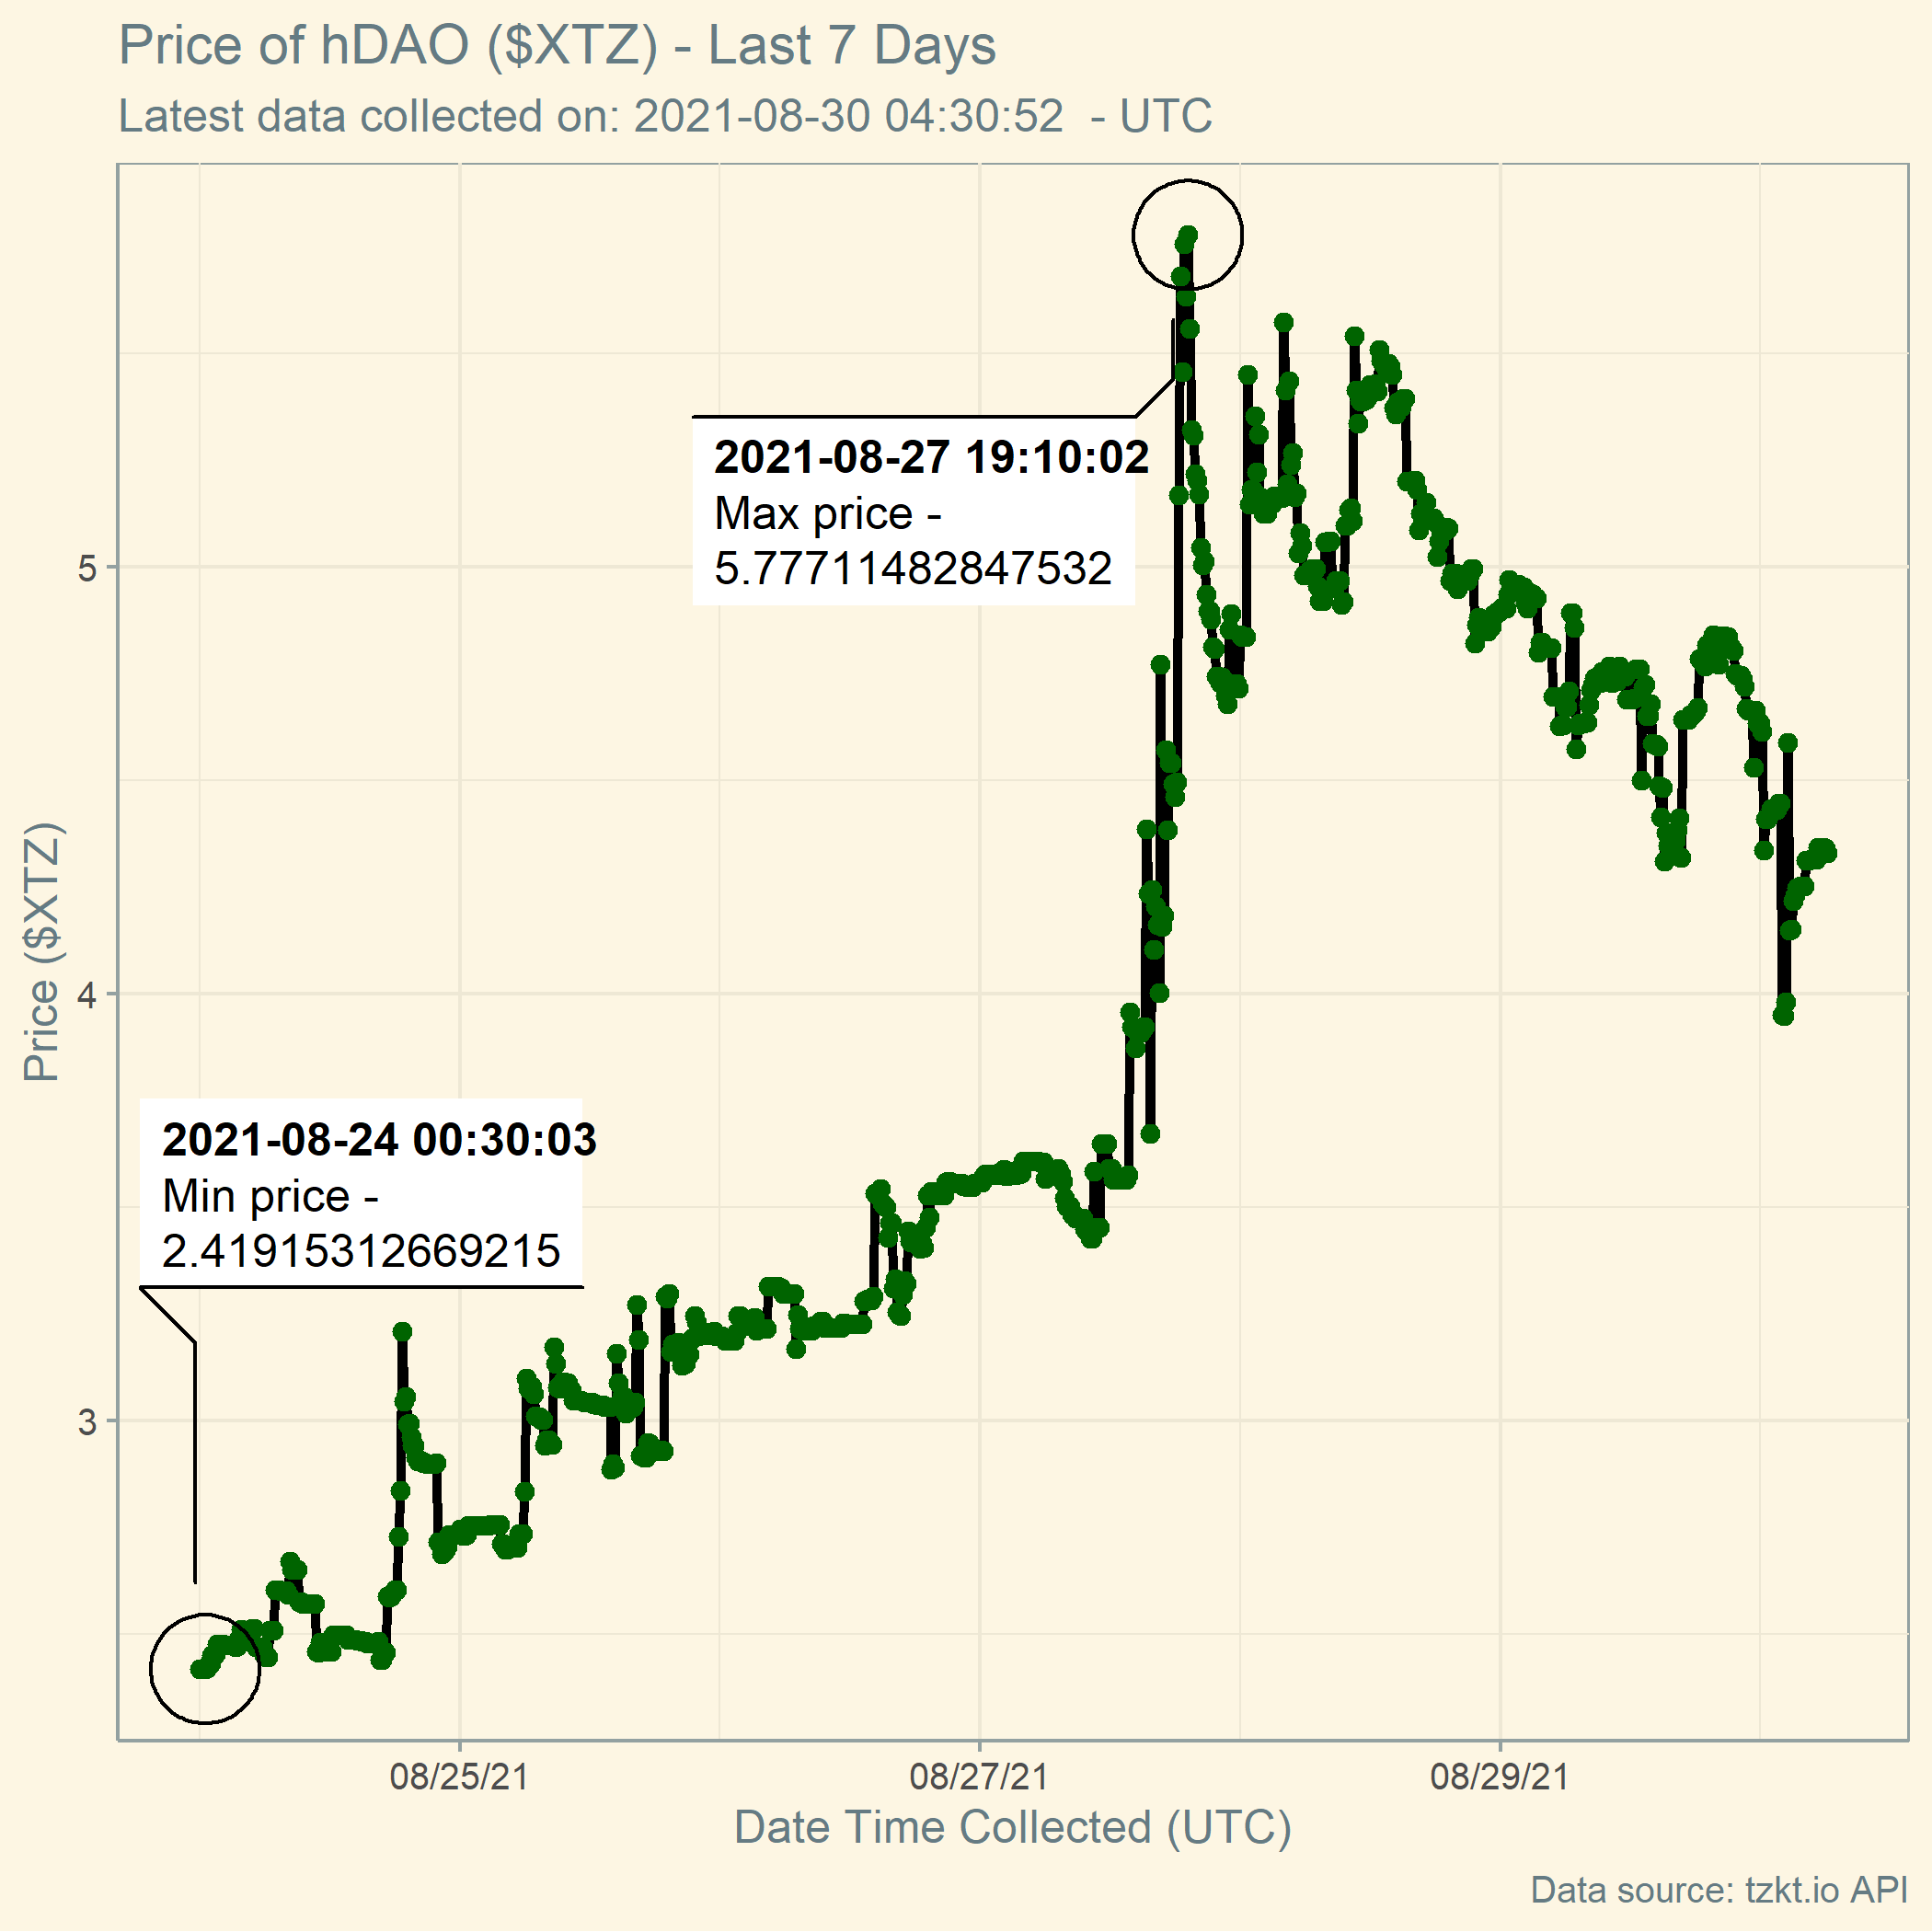 Price of hDAO ($XTZ) - Last 7 Days
Latest data collected on: 2021-08-30 04:30:52  - UTC
2021-08-27 19:10:02
Max price -
5.77711482847532
5
4
3
Price ($XTZ)
2021-08-24 00:30:03
Min price -
2.41915312669215
08/25/21
08/27/21
08/29/21
Date Time Collected (UTC)
Data source: tzkt.io API